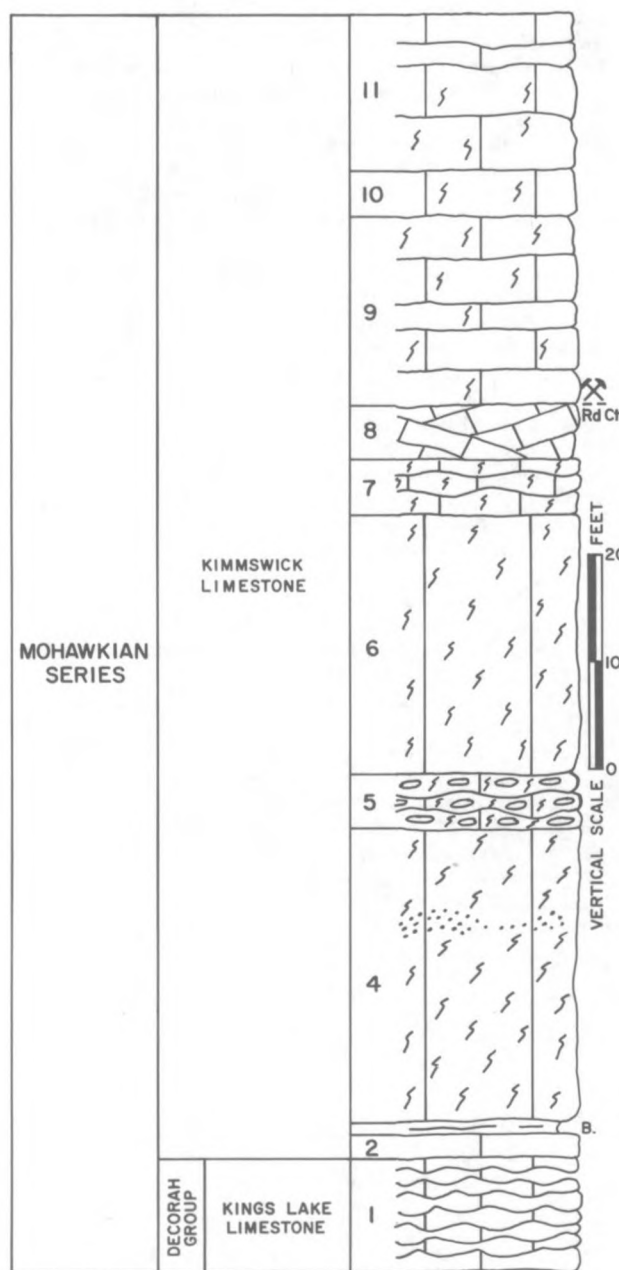 11
10
9
Rd Ct
8
7
KIMMSWICK
LIMESTONE
MOHAWKIAN
SERIES
6
5
4
B.
2
DECORAH
GROUP
KINGS LAKE
LIMESTONE
1
FEET
20
10
0
VERTICAL SCALE